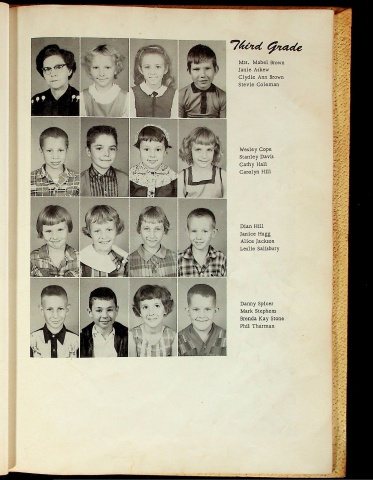 Third Grade
Mrs. Mabel Brown
Janie Askew
Clydie Ann Brown
Stevie Coleman
Wesley Cope
Stanley Davis
Cathy Hall
Carolyn Hill
Dian Hill
Janice Hogg
Alice Jackson
Leslie Salisbury
Danny Spicer
Mark Stephens
Brenda Kay Stone
Phil Thurman